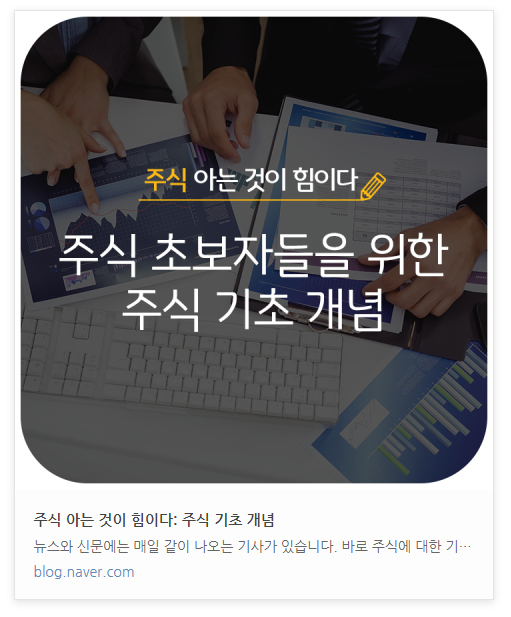 주식 아는 것이 힘이다
주식 초보자들을 위한
주식 기초 개념
주식 아는 것이 힘이다: 주식 기초 개념
뉴스와 신문에는 매일 같이 나오는 기사가 있습니다. 바로 주식에 대한 기…
blog.naver.com